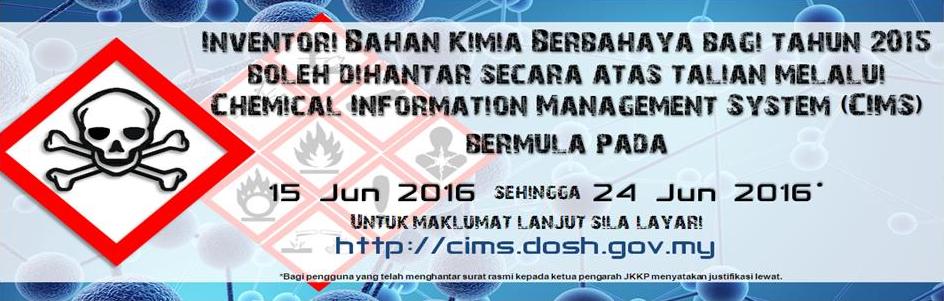 Inventori Bahan Kimia Berbahaya bagi tahun 2015
boleh dihantar secara atas talian melalui
Chemical Information Management System (CIMS)
bermula pada
15 Jun 2016 sehingga 24 Jun 2016*
Untuk maklumat lanjut sila layari
http://cims.dosh.gov.my
*Bagi pengguna yang telah menghantar surat rasmi kepada ketua pengarah JKKP menyatakan justifikasi lewat.